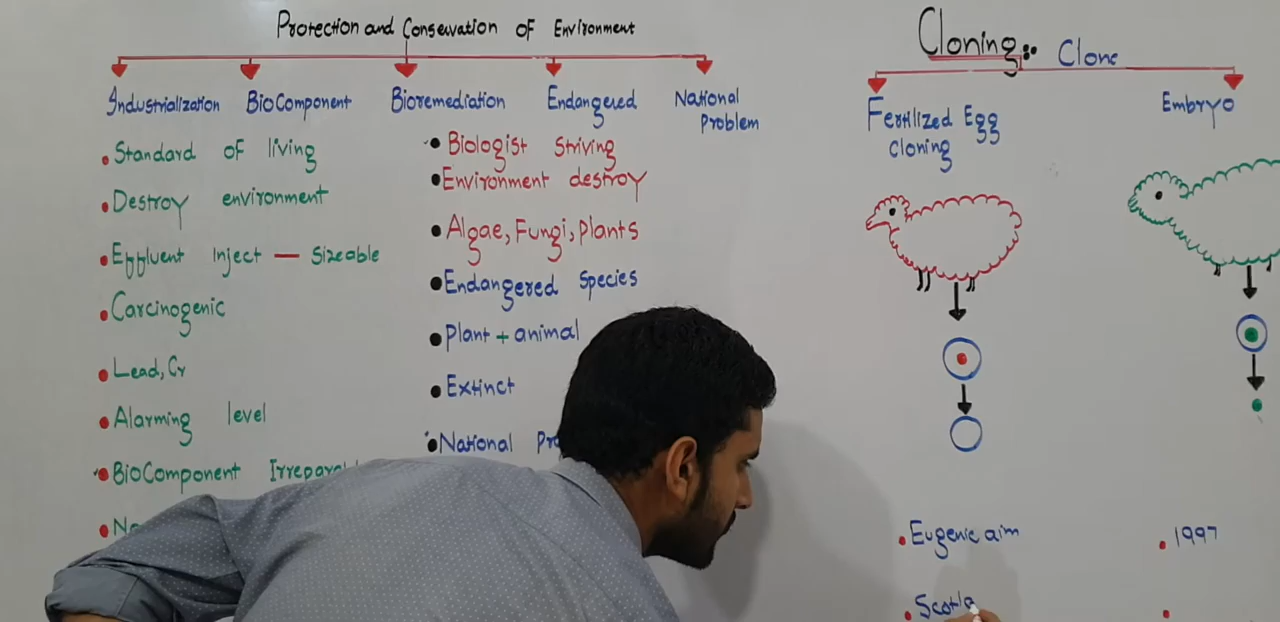 Protection and Conservation of Environment
Industrialization
BioComponent
Bioremediation
Endangered
National
Problem
Standard of living
Destroy environment
Effluent Inject — Sizeable
Carcinogenic
Lead, Cr
Alarming level
BioComponent
Biologist Striving
Environment destroy
Algae, Fungi, Plants
Endangered Species
Plant + animal
Extinct
National
Cloning: Clone
Fertilized Egg
Cloning
Embryo
Eugenic aim
Scotla
1997